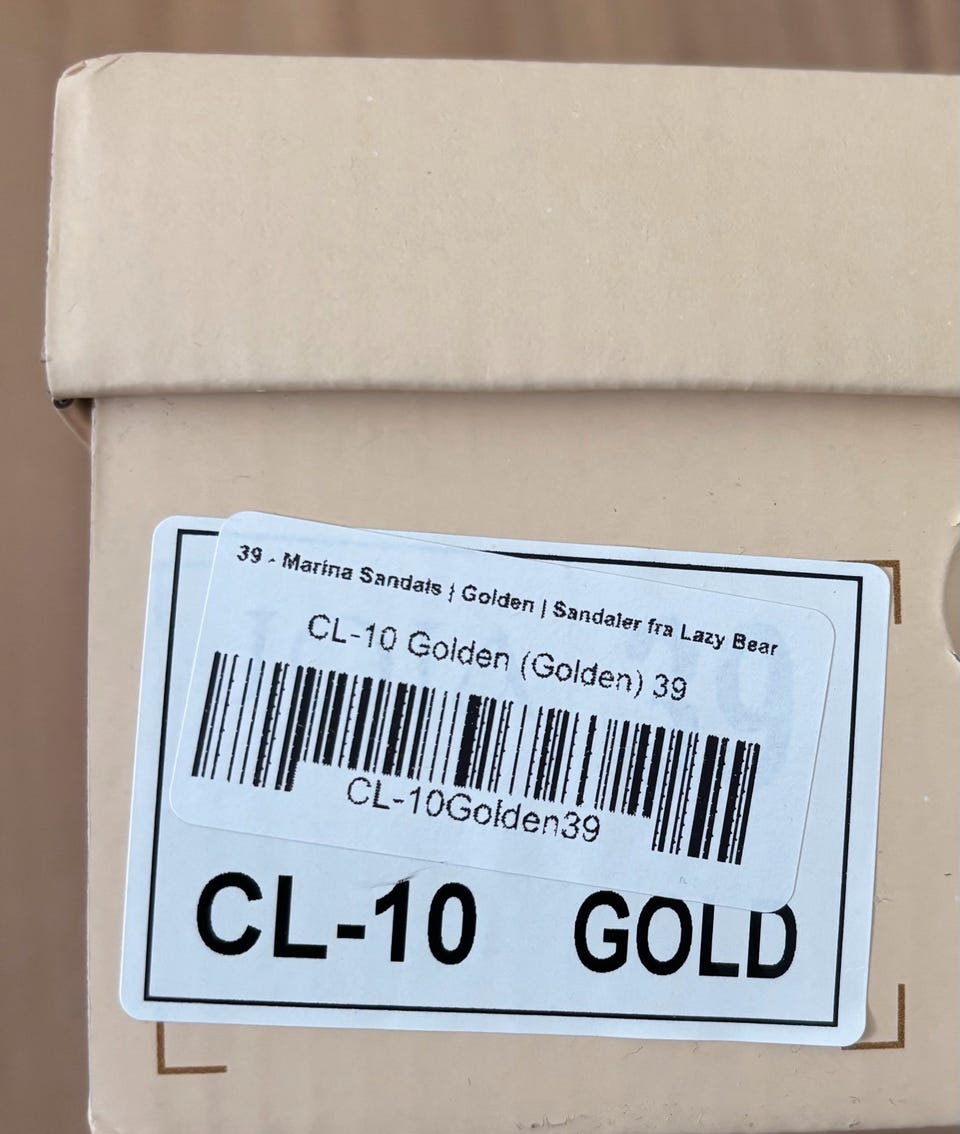 39 - Marina Sandals | Golden | Sandaler fra Lazy Bear
CL-10 Golden (Golden) 39
CL-10Golden39
CL-10 GOLD